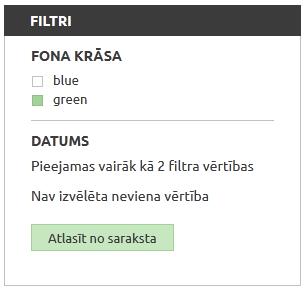 FILTRI
FONA KRĀSA
blue
green
DATUMS
Pieejamas vairāk kā 2 filtra vērtības
Nav izvēlēta neviena vērtība
Atlasīt no saraksta